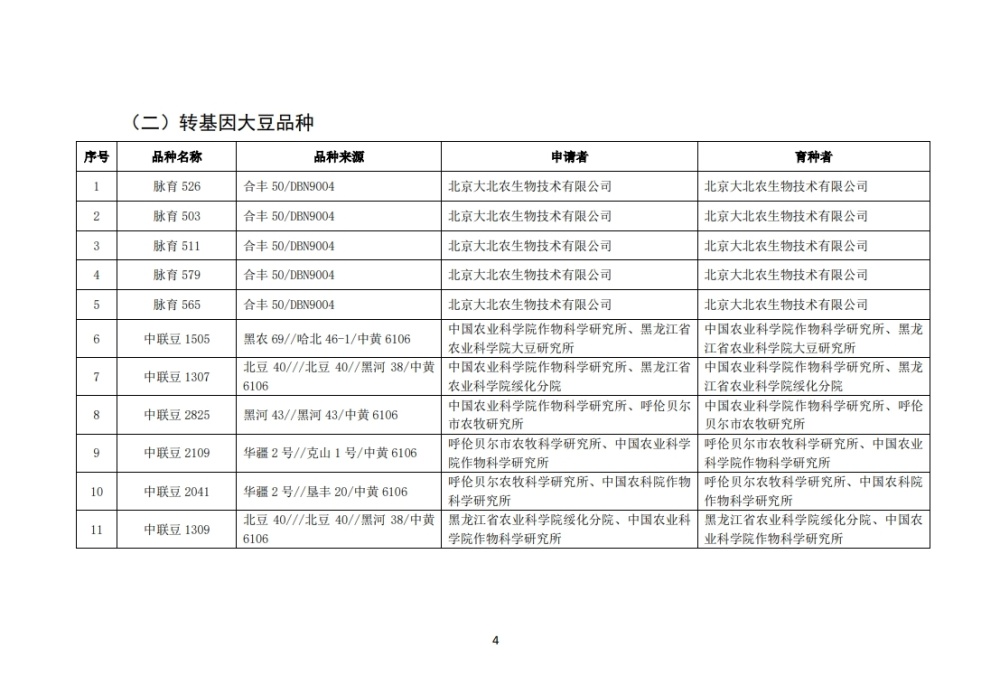 （二）转基因大豆品种
序号 品种名称 品种来源 申请者 育种者
1 脉育 526 合丰 50/DBN9004 北京大北农生物技术有限公司 北京大北农生物技术有限公司
2 脉育 503 合丰 50/DBN9004 北京大北农生物技术有限公司 北京大北农生物技术有限公司
3 脉育 511 合丰 50/DBN9004 北京大北农生物技术有限公司 北京大北农生物技术有限公司
4 脉育 579 合丰 50/DBN9004 北京大北农生物技术有限公司 北京大北农生物技术有限公司
5 脉育 565 合丰 50/DBN9004 北京大北农生物技术有限公司 北京大北农生物技术有限公司
6 中联豆 1505 黑农 69//哈北 46-1/中黄 6106 中国农业科学院作物科学研究所、黑龙江省 中国农业科学院作物科学研究所、黑龙
农业科学院大豆研究所 江省农业科学院大豆研究所
7 中联豆 1307 北豆 40///北豆 40//黑河 38/中黄 中国农业科学院作物科学研究所、黑龙江省 中国农业科学院作物科学研究所、黑龙
6106 农业科学院绥化分院 江省农业科学院绥化分院
8 中联豆 2825 黑河 43//黑河 43/中黄 6106 中国农业科学院作物科学研究所、呼伦贝尔 中国农业科学院作物科学研究所、呼伦
市农牧研究所 贝尔市农牧研究所
9 中联豆 2109 华疆 2 号//克山 1 号/中黄 6106 呼伦贝尔市农牧科学研究所、中国农业科学 呼伦贝尔市农牧科学研究所、中国农业
院作物科学研究所 科学院作物科学研究所
10 中联豆 2041 华疆 2 号//垦丰 20/中黄 6106 呼伦贝尔农牧科学研究所、中国农科院作物 呼伦贝尔农牧科学研究所、中国农科院
科学研究所 作物科学研究所
11 中联豆 1309 北豆 40///北豆 40//黑河 38/中黄 黑龙江省农业科学院绥化分院、中国农业科 黑龙江省农业科学院绥化分院、中国农
6106 学院作物科学研究所 业科学院作物科学研究所
4